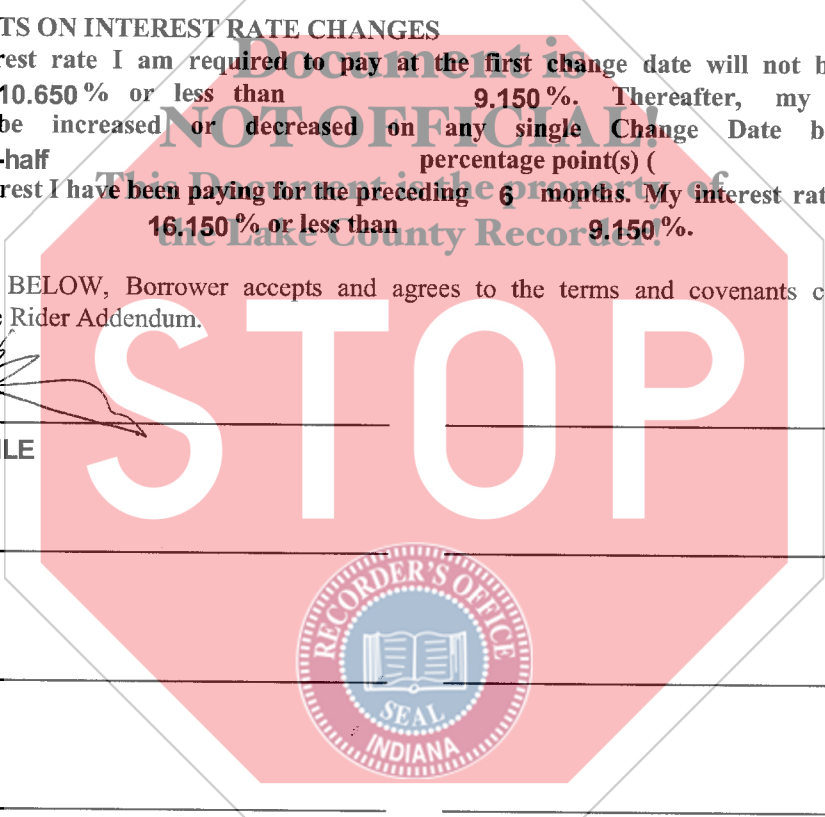 TS ON INTEREST RATE CHANGES
rest rate I am required to pay at the first change date will not b
10.650 % or less than 9.150 %. Thereafter, my
be increased or decreased on any single Change Date b
-half percentage point(s) (
rest I have been paying for the preceding 6 months. My interest rat
16.150 % or less than 9.150 %.
BELOW, Borrower accepts and agrees to the terms and covenants c
Rider Addendum.
ILE
Document is
NOT OFFICIAL!
This Document is the property of
the Lake County Recorder!
STOP
RECORDER'S OFFICE
SEAL
INDIANA